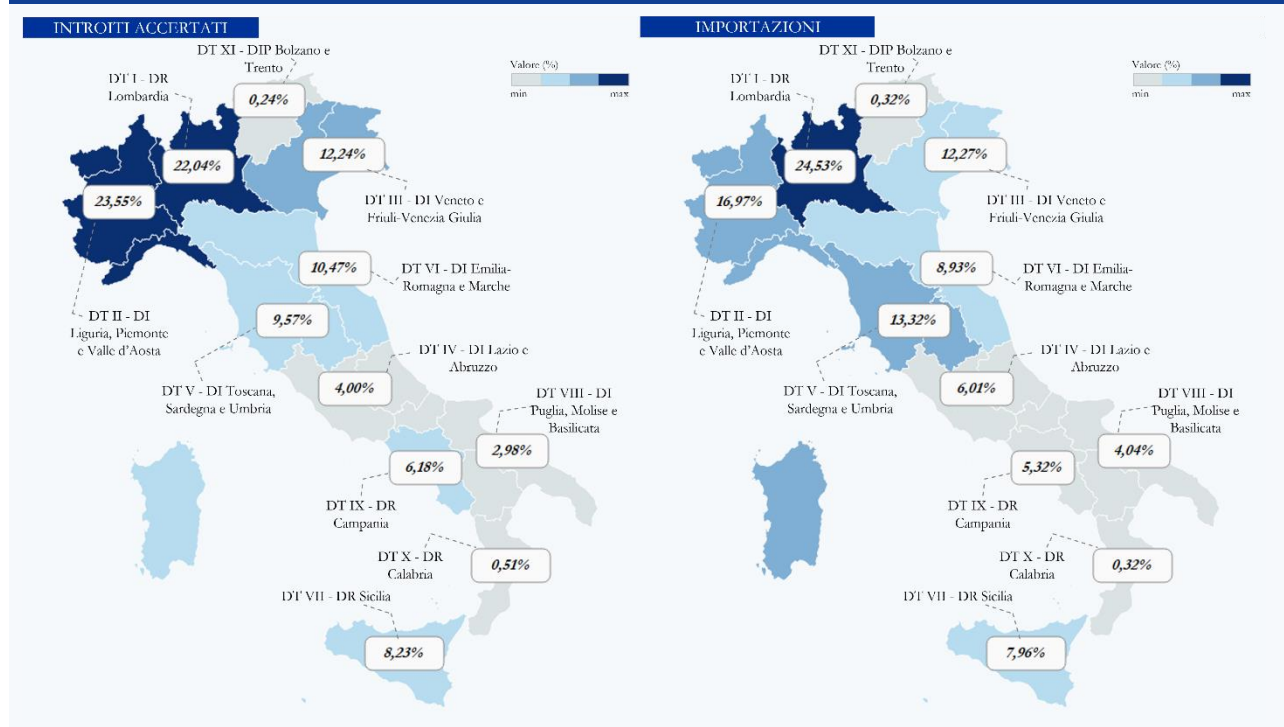 INTROITI ACCERTATI
DT XI - DIP Bolzano e
Trento
Valore (%)
min max
DT I - DR
Lombardia
0,24%
22,04%
12,24%
23,55%
DT III - DI Veneto e
Friuli-Venezia Giulia
10,47%
DT VI - DI Emilia-
Romagna e Marche
DT II - DI
Liguria, Piemonte
e Valle d'Aosta
9,57%
DT IV - DI Lazio e
Abruzzo
DT V - DI Toscana,
Sardegna e Umbria
4,00%
DT VIII - DI
Puglia, Molise e
Basilicata
2,98%
6,18%
DT IX - DR
Campania
DT X - DR
Calabria
0,51%
DT VII - DR Sicilia
8,23%
IMPORTAZIONI
DT XI - DIP Bolzano e
Trento
Valore (%)
min max
DT I - DR
Lombardia
0,32%
24,53%
12,27%
16,97%
DT III - DI Veneto e
Friuli-Venezia Giulia
8,93%
DT VI - DI Emilia-
Romagna e Marche
DT II - DI
Liguria, Piemonte
e Valle d'Aosta
13,32%
DT IV - DI Lazio e
Abruzzo
DT V - DI Toscana,
Sardegna e Umbria
6,01%
DT VIII - DI
Puglia, Molise e
Basilicata
4,04%
5,32%
DT IX - DR
Campania
DT X - DR
Calabria
0,32%
DT VII - DR Sicilia
7,96%